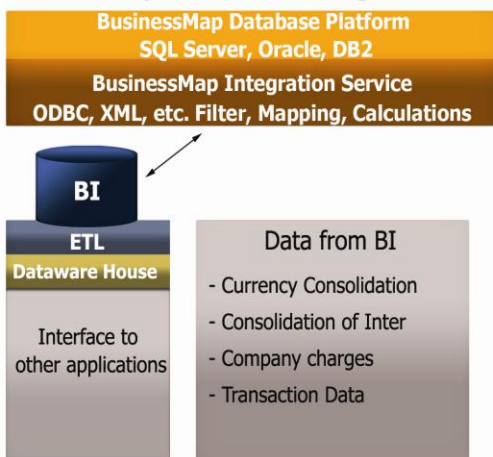 BusinessMap Database Platform
SQL Server, Oracle, DB2
BusinessMap Integration Service
ODBC, XML, etc. Filter, Mapping, Calculations
BI
ETL
Dataware House
Interface to
other applications
Data from BI
- Currency Consolidation
- Consolidation of Inter
- Company charges
- Transaction Data